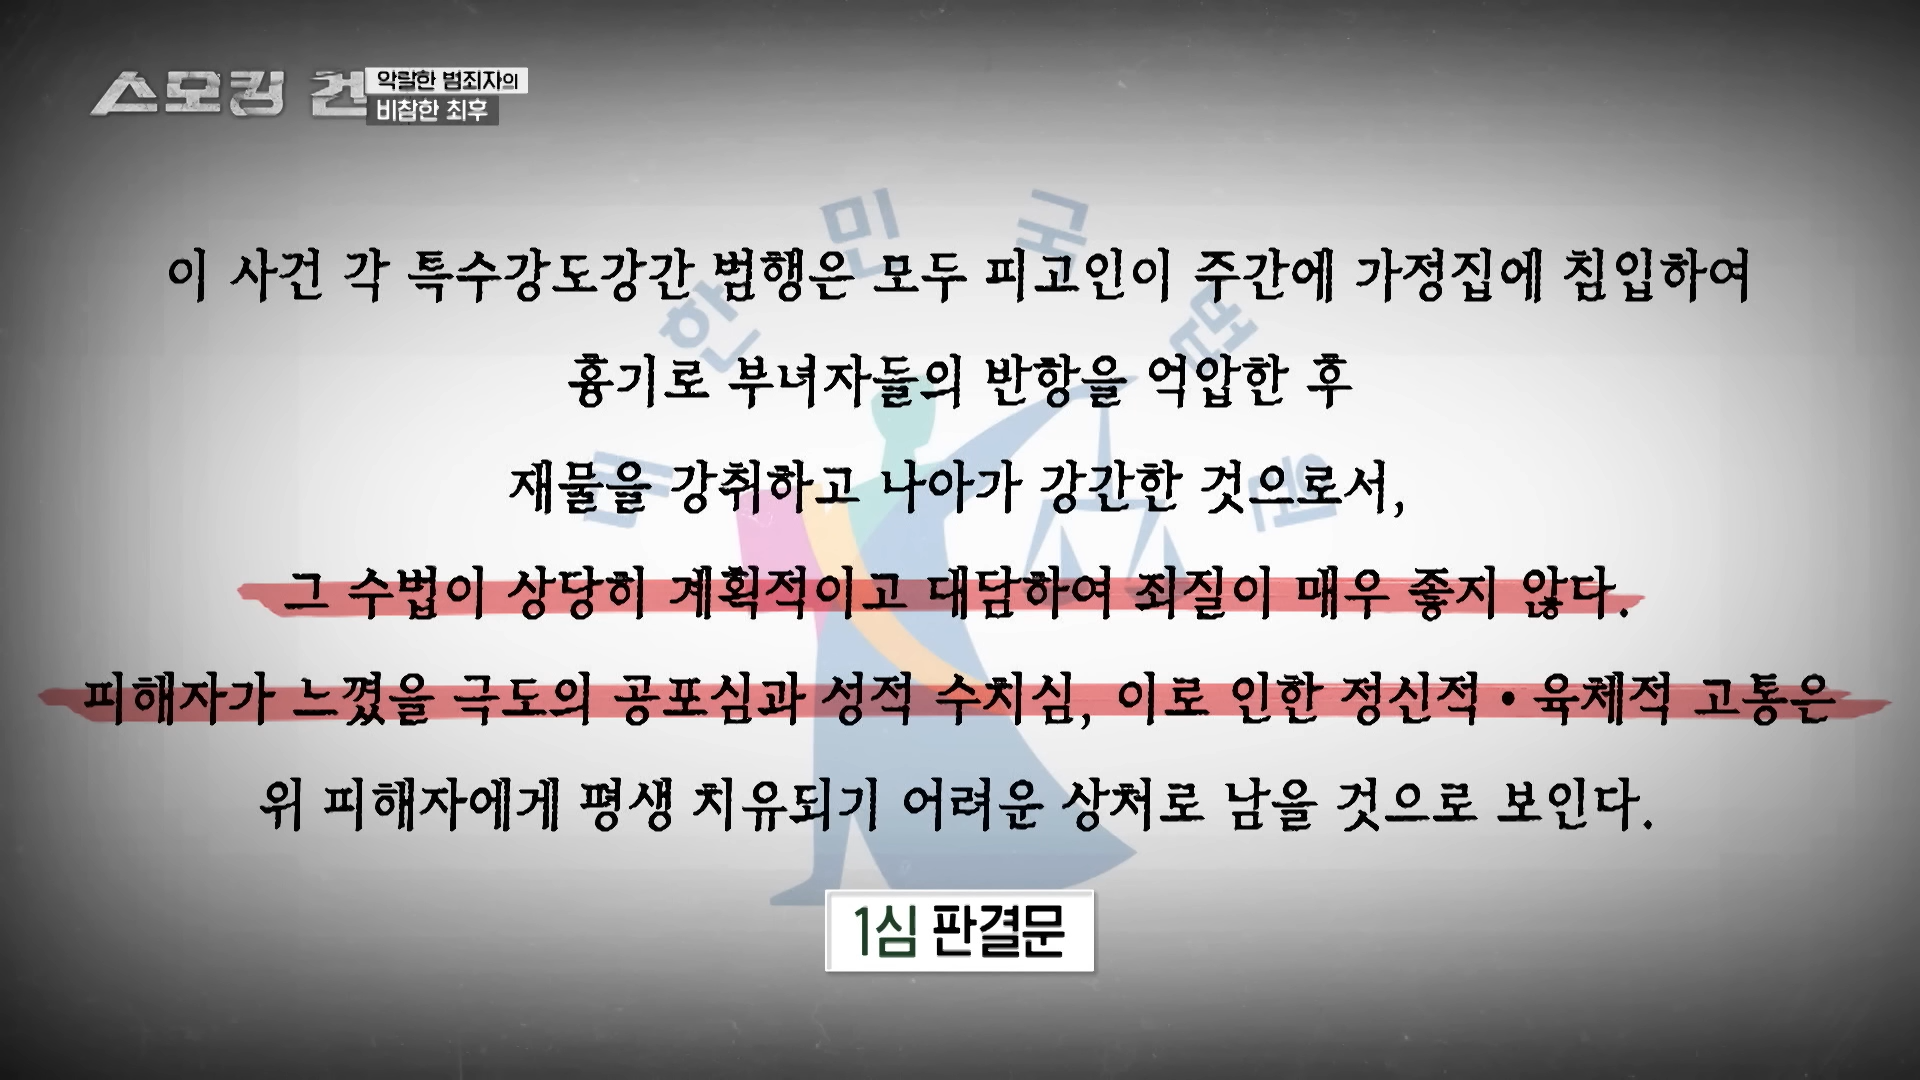 스모킹 건
악랄한 범죄자의
비참한 최후
대한민국 법원
이 사건 각 특수강도강간 범행은 모두 피고인이 주간에 가정집에 침입하여
흉기로 부녀자들의 반항을 억압한 후
재물을 강취하고 나아가 강간한 것으로서,
그 수법이 상당히 계획적이고 대담하여 죄질이 매우 좋지 않다.
피해자가 느꼈을 극도의 공포심과 성적 수치심, 이로 인한 정신적·육체적 고통은
위 피해자에게 평생 치유되기 어려운 상처로 남을 것으로 보인다.
1심 판결문